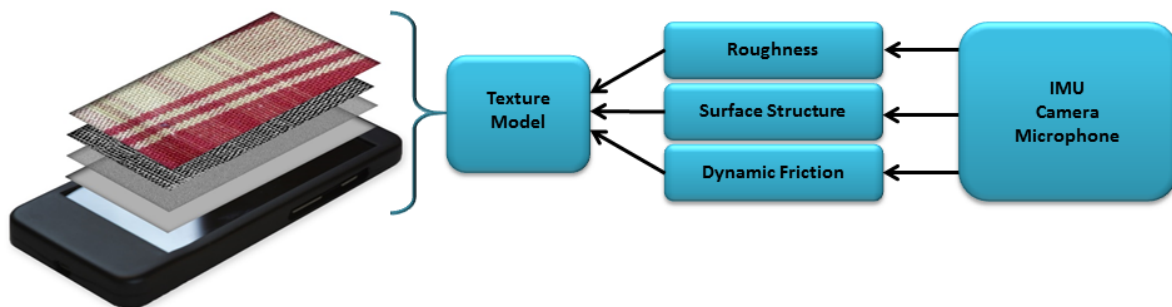 Texture
Model
Roughness
Surface Structure
Dynamic Friction
IMU
Camera
Microphone